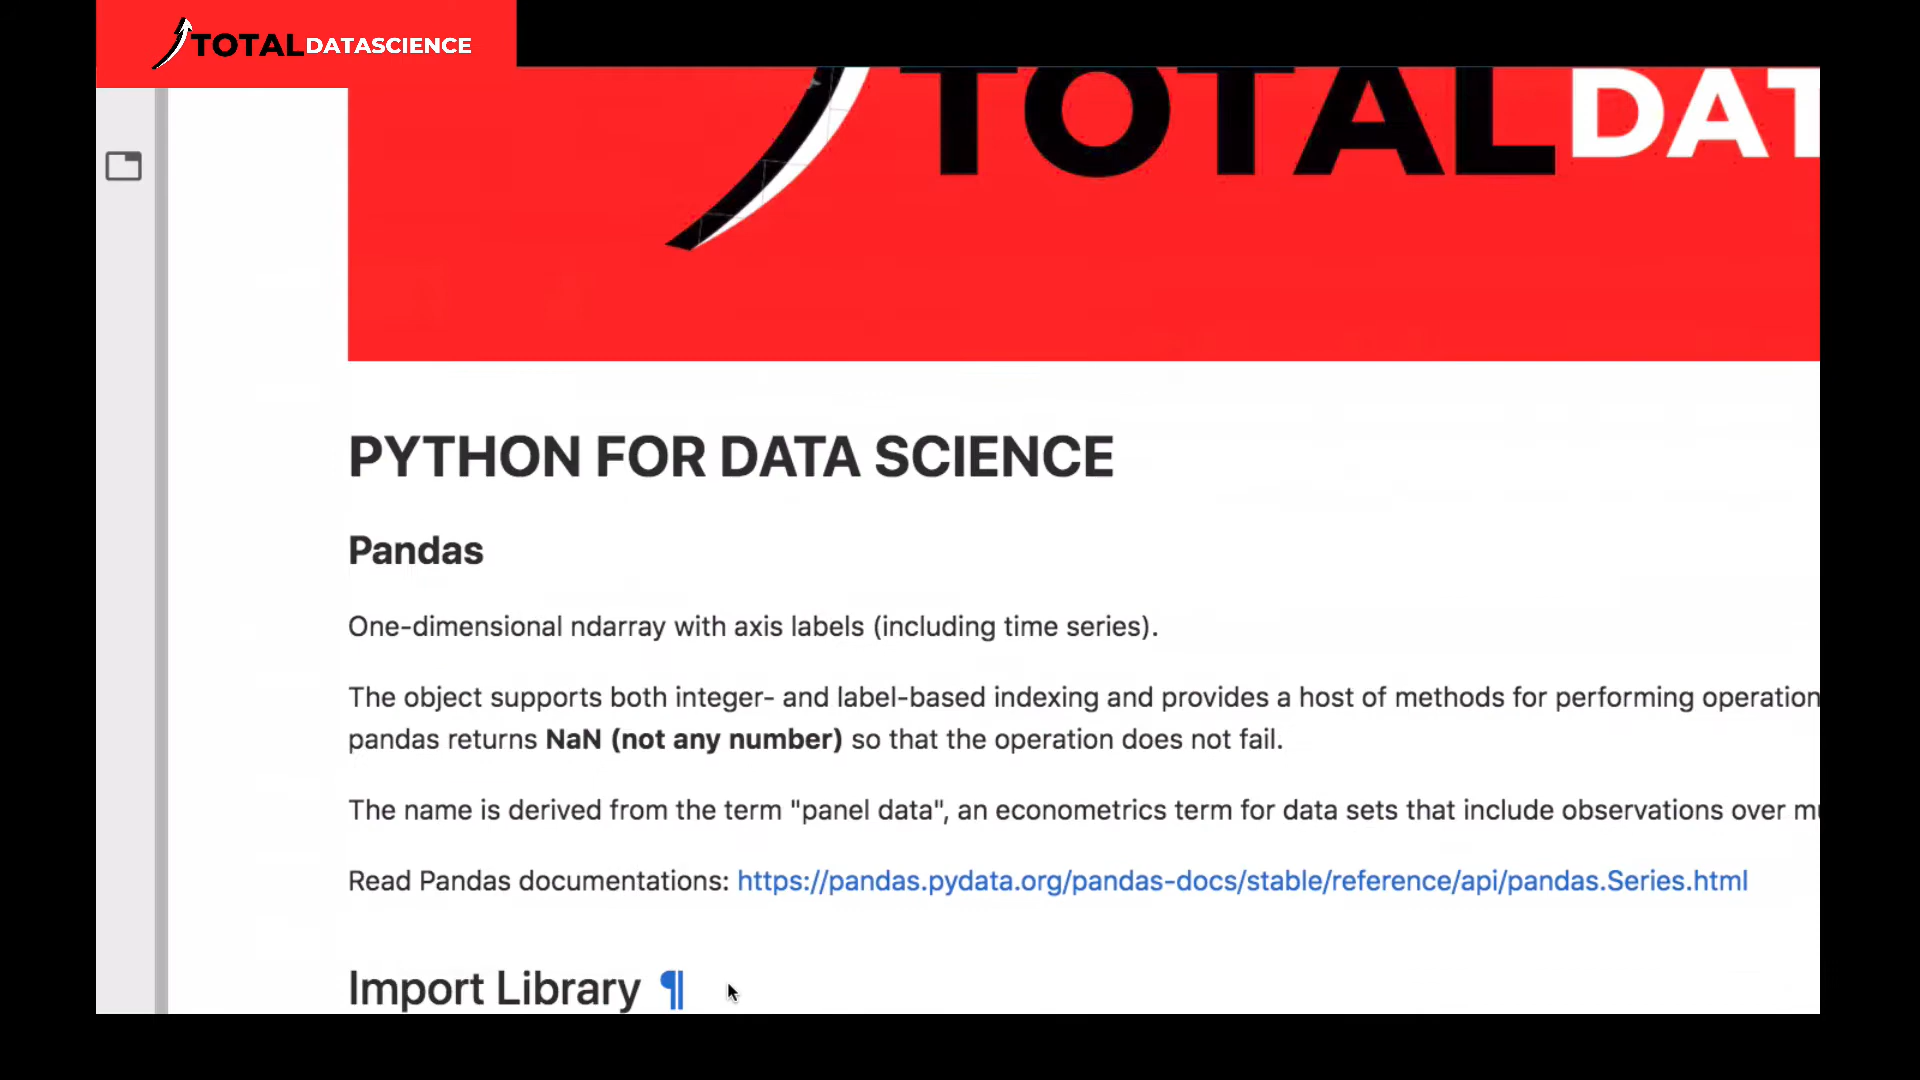 TOTALDATASCIENCE
TOTALDAT
PYTHON FOR DATA SCIENCE
Pandas
One-dimensional ndarray with axis labels (including time series).
The object supports both integer- and label-based indexing and provides a host of methods for performing operation
pandas returns NaN (not any number) so that the operation does not fail.
The name is derived from the term "panel data", an econometrics term for data sets that include observations over
Read Pandas documentations: https://pandas.pydata.org/pandas-docs/stable/reference/api/pandas.Series.html
Import Library ¶